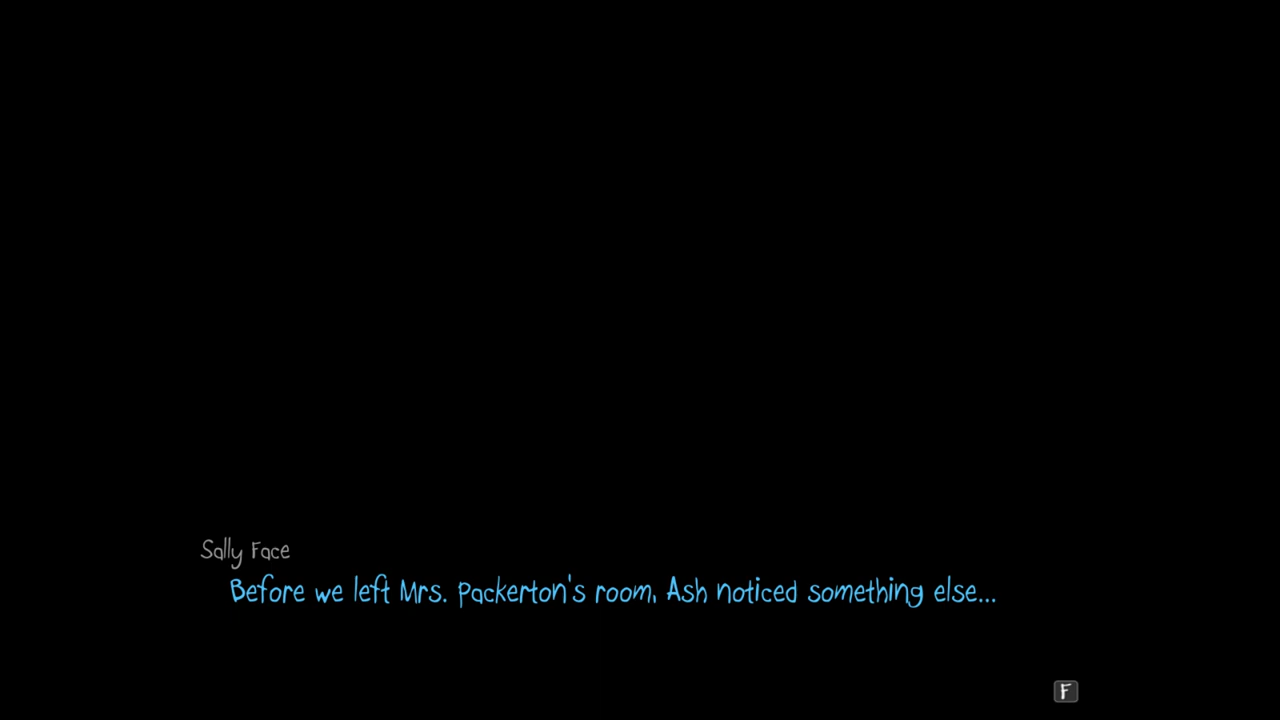 Sally Face
Before we left Mrs. Packerton's room, Ash noticed something else...
F